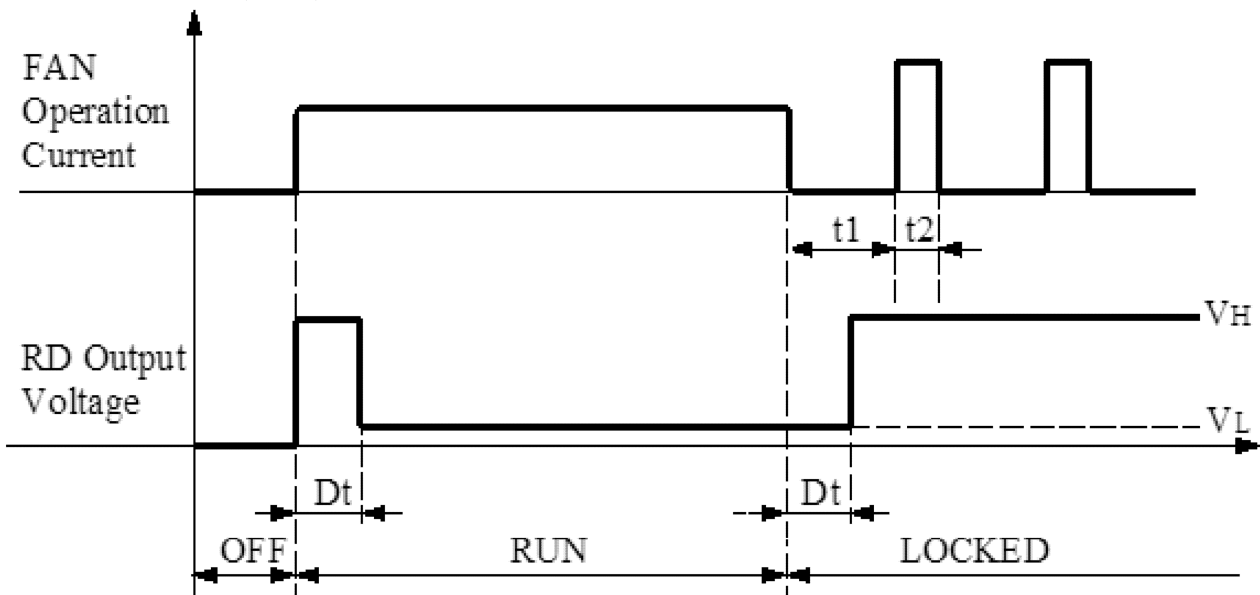 FAN
Operation
Current
t1
t2
RD Output
Voltage
VH
VL
Dt
Dt
OFF
RUN
LOCKED